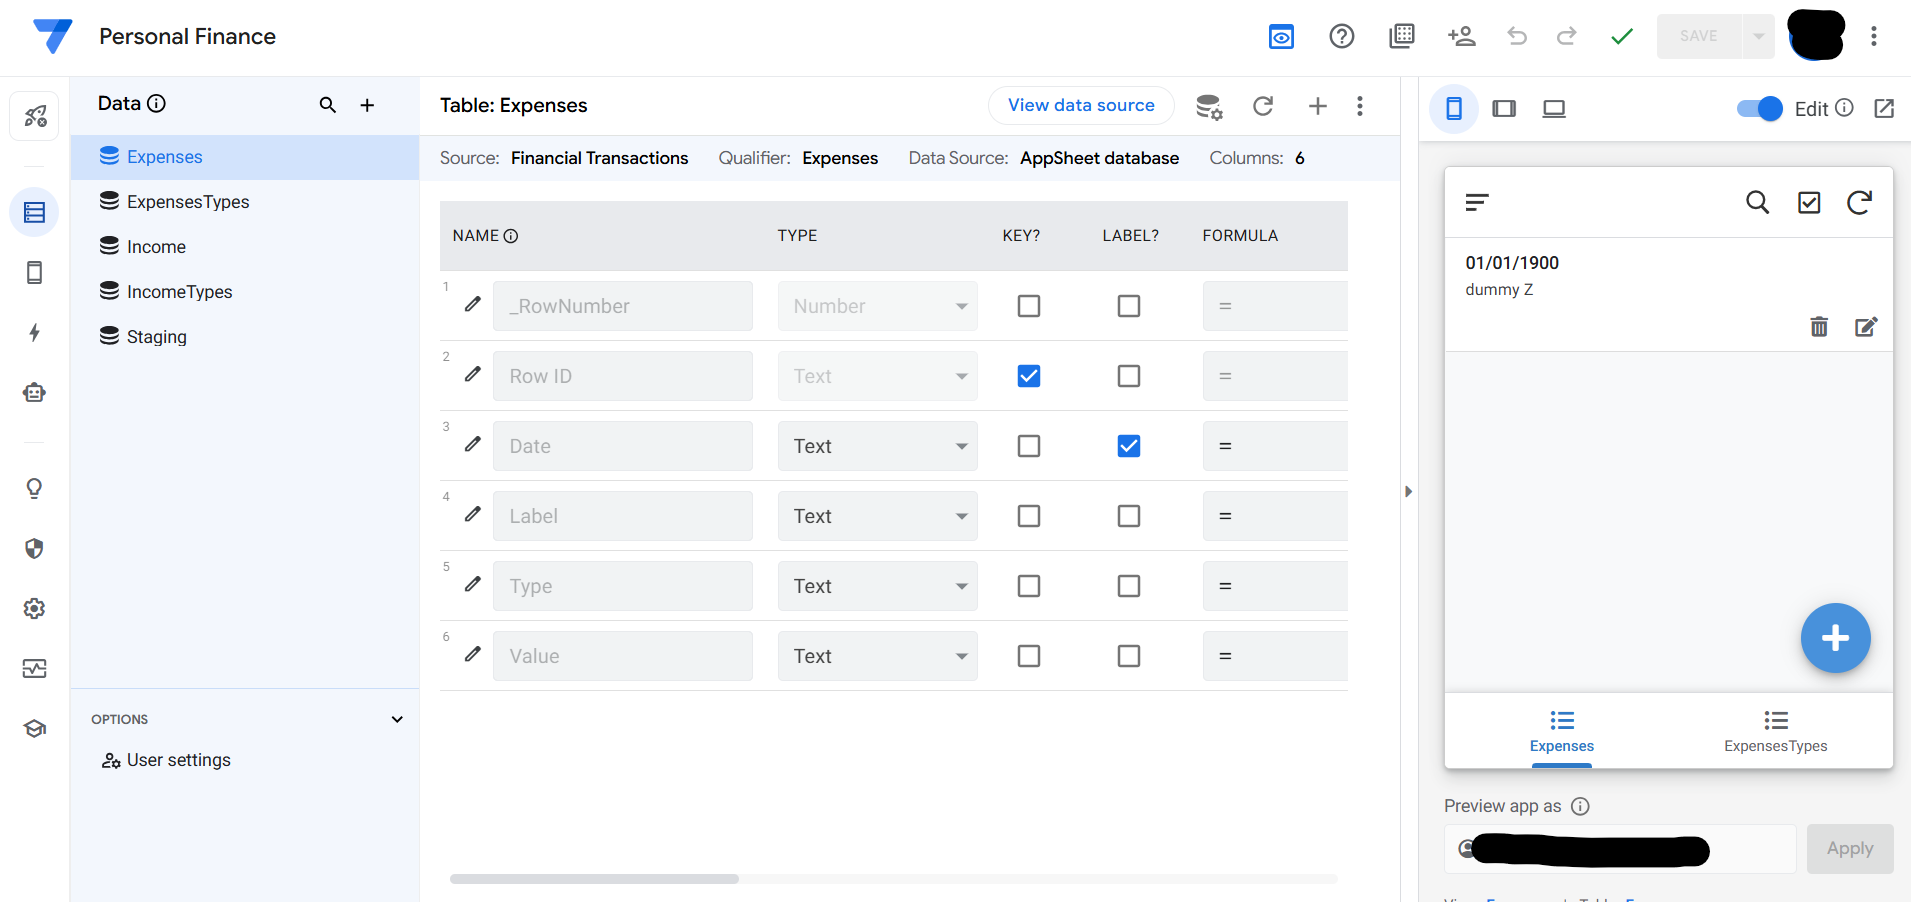 Personal Finance
SAVE
Data
Expenses
ExpensesTypes
Income
IncomeTypes
Staging
OPTIONS
User settings
Table: Expenses
View data source
Source: Financial Transactions Qualifier: Expenses Data Source: AppSheet database Columns: 6
NAME TYPE KEY? LABEL? FORMULA
1 _RowNumber Number =
2 Row ID Text =
3 Date Text =
4 Label Text =
5 Type Text =
6 Value Text =
Edit
01/01/1900
dummy Z
Expenses ExpensesTypes
Preview app as
Apply